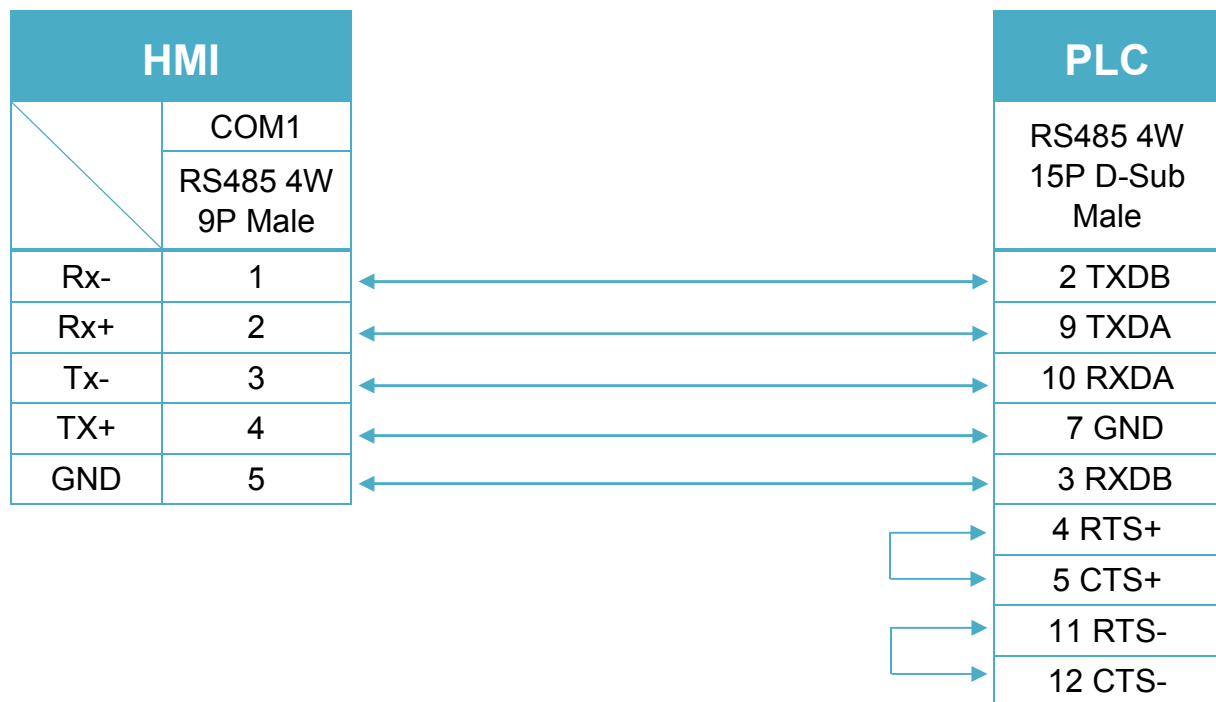 HMI
PLC
COM1
RS485 4W
9P Male
RS485 4W
15P D-Sub
Male
Rx- 1 2 TXDB
Rx+ 2 9 TXDA
Tx- 3 10 RXDA
TX+ 4 7 GND
GND 5 3 RXDB
4 RTS+
5 CTS+
11 RTS-
12 CTS-